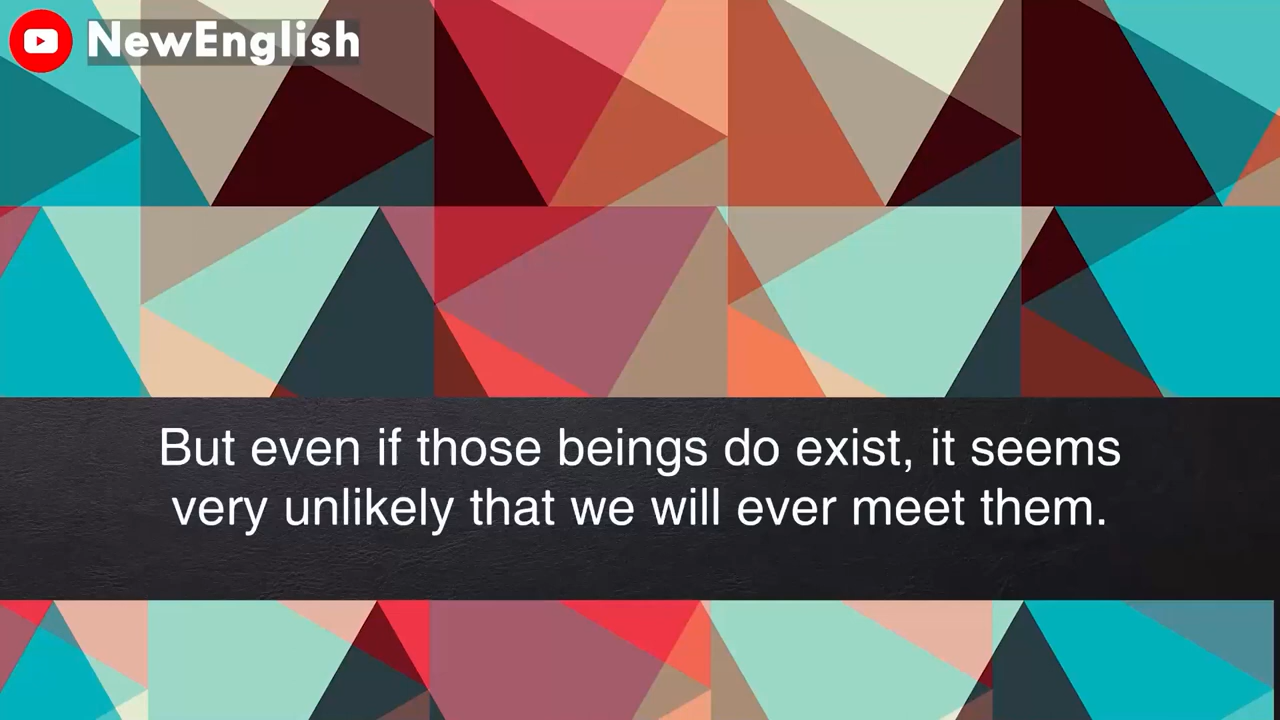 NewEnglish
But even if those beings do exist, it seems
very unlikely that we will ever meet them.